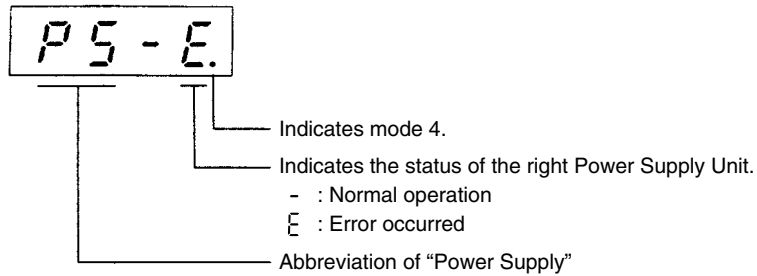 PS-E.
Indicates mode 4.
Indicates the status of the right Power Supply Unit.
- : Normal operation
E : Error occurred
Abbreviation of “Power Supply”